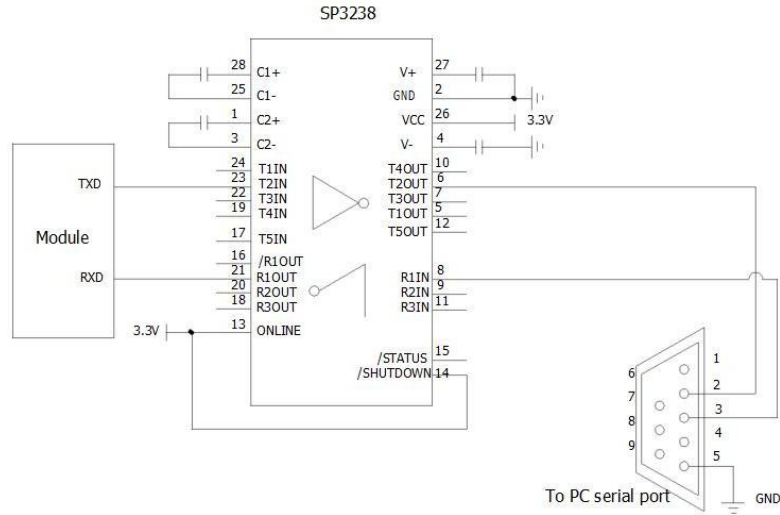 SP3238
28 C1+ V+ 27
25 C1- GND 2
1 C2+ VCC 26 3.3V
3 C2- V- 4
24 T1IN T4OUT 10
TXD 23 T2IN T2OUT 6
22 T3IN T3OUT 7
19 T4IN T1OUT 5
17 T5IN T5OUT 12
Module
16 /R1OUT
RXD 21 R1OUT R1IN 8
20 R2OUT R2IN 9
18 R3OUT R3IN 11
3.3V 13 ONLINE
/STATUS 15
/SHUTDOWN 14
1
6
2
7
3
8
4
9
5
To PC serial port
GND